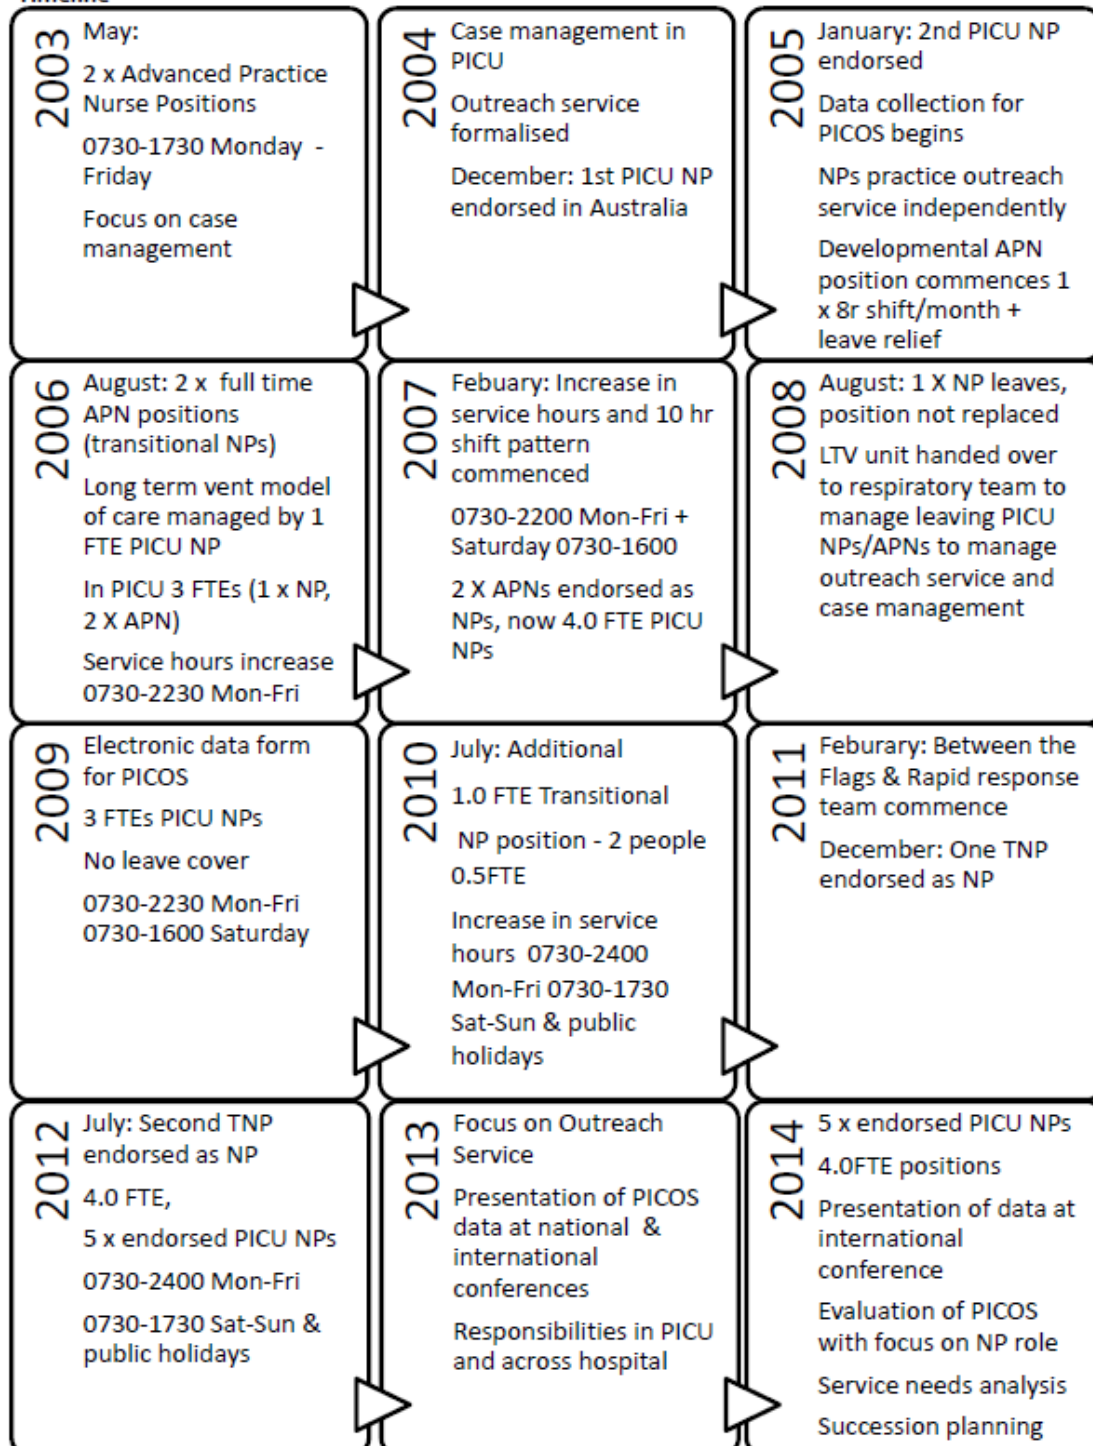 Timeline
2003
May:
2 x Advanced Practice
Nurse Positions
0730-1730 Monday -
Friday
Focus on case
management
2004
Case management in
PICU
Outreach service
formalised
December: 1st PICU NP
endorsed in Australia
2005
January: 2nd PICU NP
endorsed
Data collection for
PICOS begins
NPs practice outreach
service independently
Developmental APN
position commences 1
x 8r shift/month +
leave relief
2006
August: 2 x full time
APN positions
(transitional NPs)
Long term vent model
of care managed by 1
FTE PICU NP
In PICU 3 FTEs (1 x NP,
2 X APN)
Service hours increase
0730-2230 Mon-Fri
2007
Febuary: Increase in
service hours and 10 hr
shift pattern
commenced
0730-2200 Mon-Fri +
Saturday 0730-1600
2 X APNs endorsed as
NPs, now 4.0 FTE PICU
NPs
2008
August: 1 X NP leaves,
position not replaced
LTV unit handed over
to respiratory team to
manage leaving PICU
NPs/APNs to manage
outreach service and
case management
2009
Electronic data form
for PICOS
3 FTEs PICU NPs
No leave cover
0730-2230 Mon-Fri
0730-1600 Saturday
2010
July: Additional
1.0 FTE Transitional
NP position - 2 people
0.5FTE
Increase in service
hours 0730-2400
Mon-Fri 0730-1730
Sat-Sun & public
holidays
2011
Feburary: Between the
Flags & Rapid response
team commence
December: One TNP
endorsed as NP
2012
July: Second TNP
endorsed as NP
4.0 FTE,
5 x endorsed PICU NPs
0730-2400 Mon-Fri
0730-1730 Sat-Sun &
public holidays
2013
Focus on Outreach
Service
Presentation of PICOS
data at national &
international
conferences
Responsibilities in PICU
and across hospital
2014
5 x endorsed PICU NPs
4.0FTE positions
Presentation of data at
international
conference
Evaluation of PICOS
with focus on NP role
Service needs analysis
Succession planning